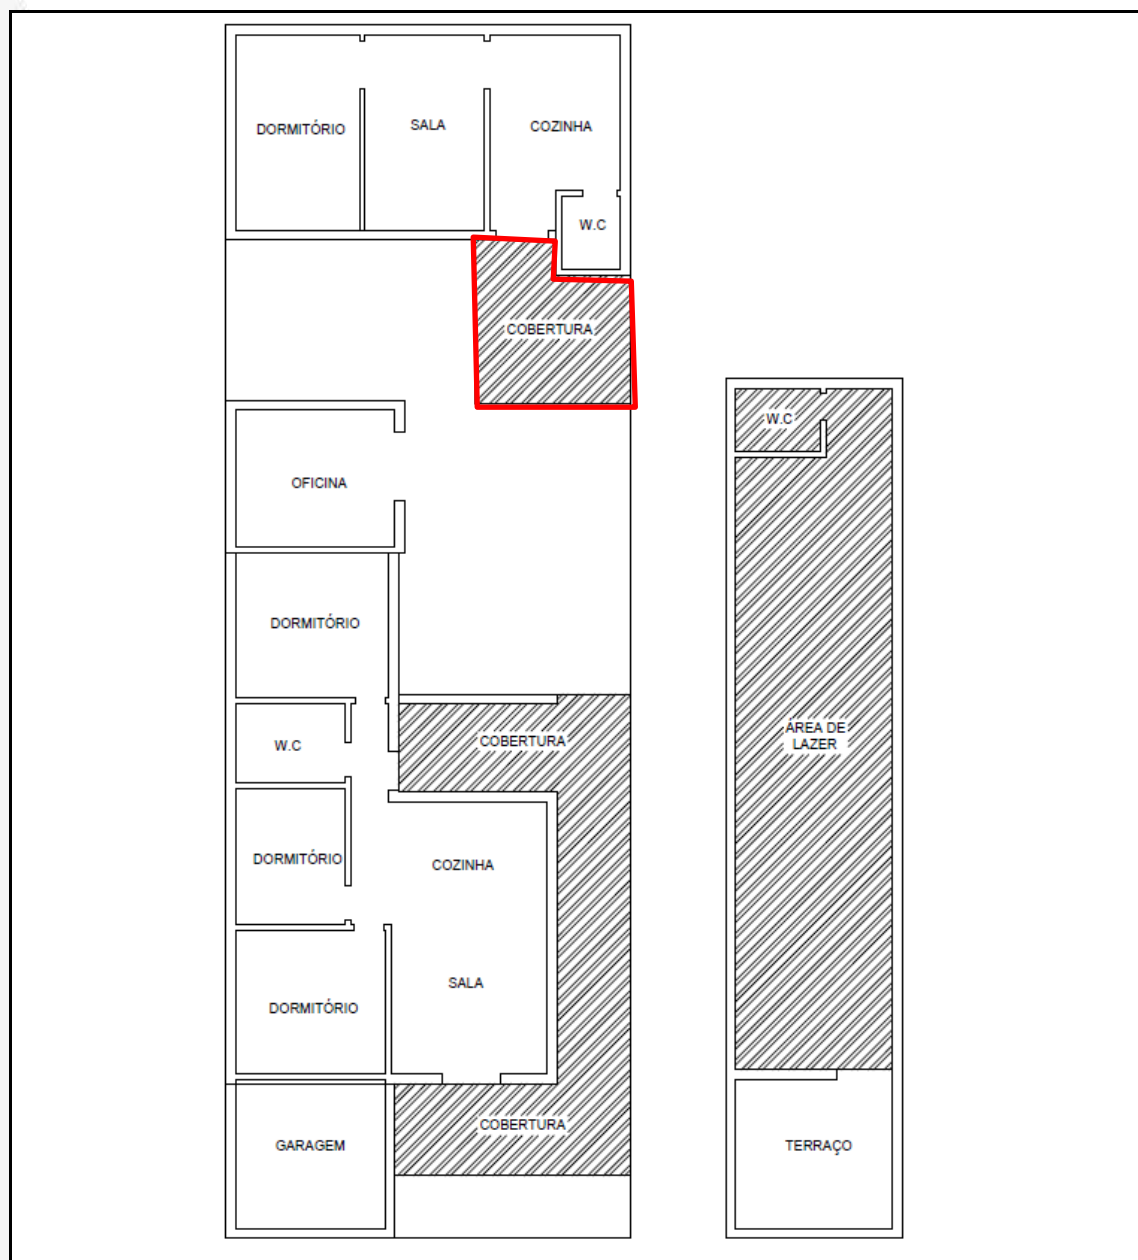 DORMITÓRIO
SALA
COZINHA
W.C
COBERTURA
OFICINA
DORMITÓRIO
W.C
COBERTURA
DORMITÓRIO
COZINHA
SALA
DORMITÓRIO
GARAGEM
COBERTURA
W.C
ÁREA DE
LAZER
TERRAÇO